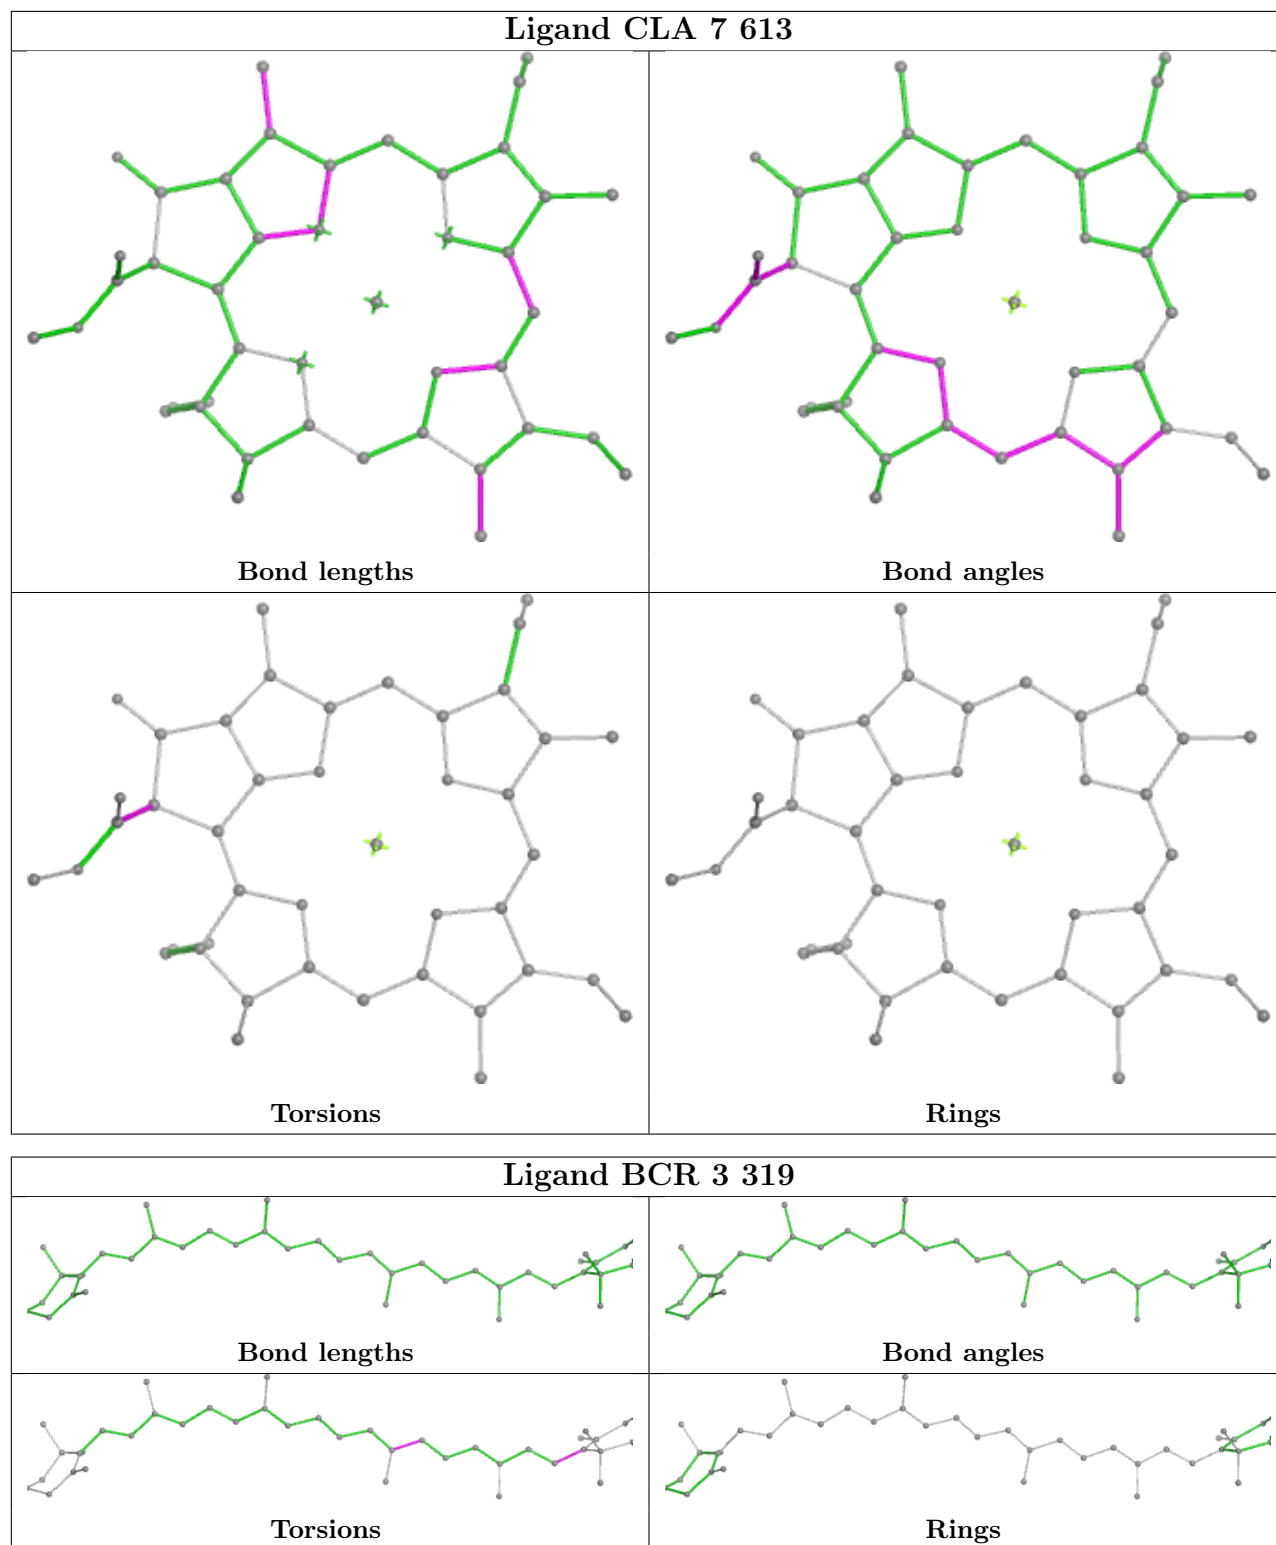 Ligand CLA 7 613
Bond lengths
Bond angles
Torsions
Rings
Ligand BCR 3 319
Bond lengths
Bond angles
Torsions
Rings